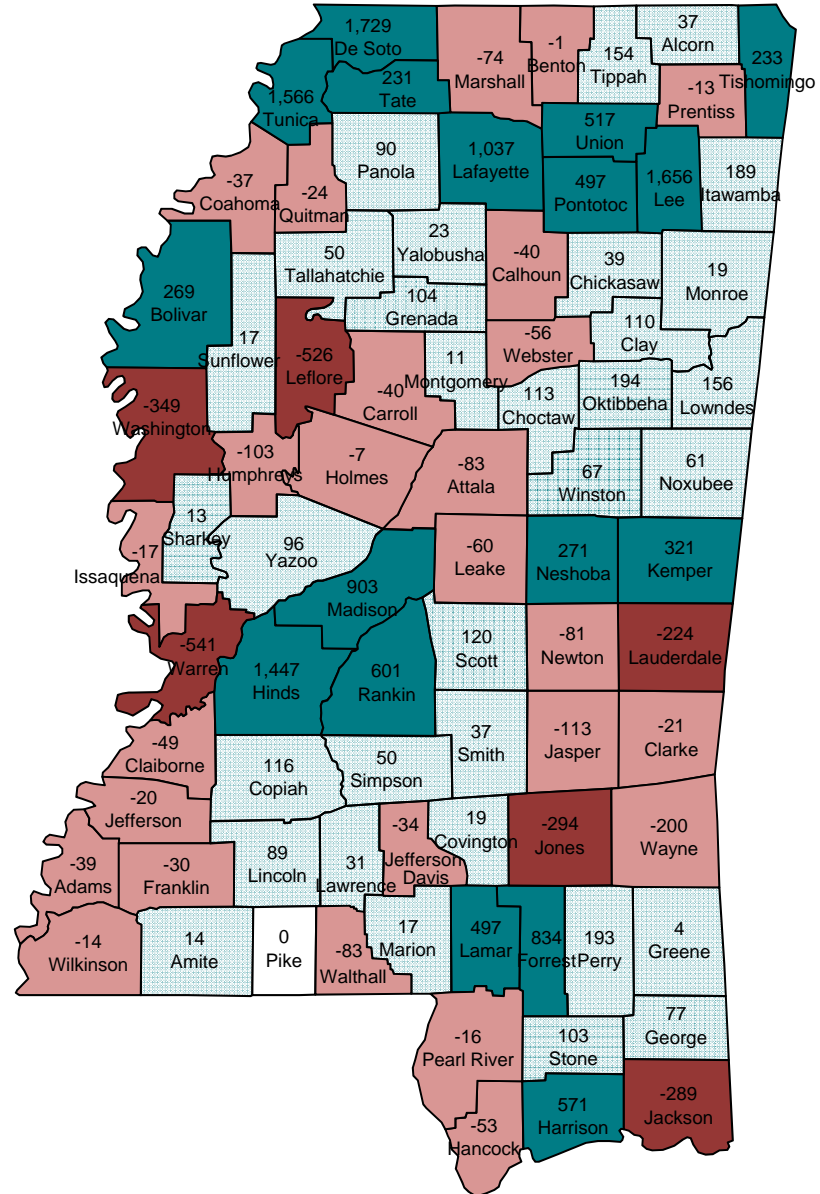 1,729
De Soto
-74
Marshall
-1
Benton
154
Tippah
37
Alcorn
233
Tishomingo
-13
Prentiss
1,566
Tunica
231
Tate
517
Union
90
Panola
1,037
Lafayette
497
Pontotoc
1,656
Lee
189
Itawamba
-37
Coahoma
-24
Quitman
50
Tallahatchie
23
Yalobusha
-40
Calhoun
39
Chickasaw
19
Monroe
269
Bolivar
17
Sunflower
104
Grenada
-56
Webster
110
Clay
-526
Leflore
-40
Carroll
11
Montgomery
113
Choctaw
194
Oktibbeha
156
Lowndes
-349
Washington
-103
Humphreys
-7
Holmes
-83
Attala
67
Winston
61
Noxubee
13
Sharkey
-17
Issaquena
96
Yazoo
903
Madison
-60
Leake
271
Neshoba
321
Kemper
-541
Warren
1,447
Hinds
601
Rankin
120
Scott
-81
Newton
-224
Lauderdale
-49
Claiborne
116
Copiah
50
Simpson
37
Smith
-113
Jasper
-21
Clarke
-20
Jefferson
-39
Adams
-30
Franklin
89
Lincoln
31
Lawrence
-34
Jefferson
Davis
19
Covington
-294
Jones
-200
Wayne
-14
Wilkinson
14
Amite
0
Pike
-83
Walthall
17
Marion
497
Lamar
834
Forrest
193
Perry
4
Greene
-16
Pearl River
103
Stone
77
George
-53
Hancock
571
Harrison
-289
Jackson